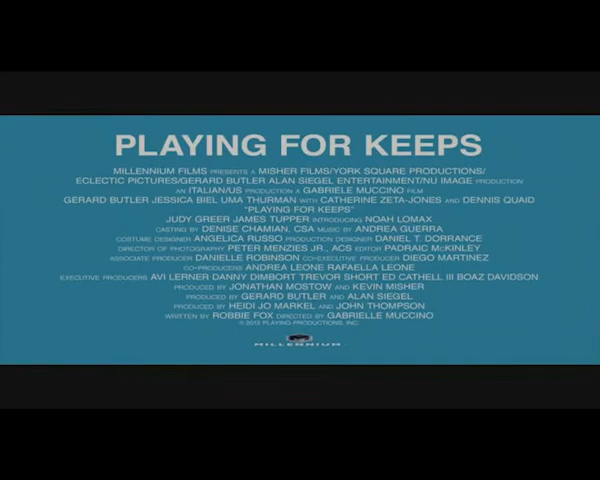 PLAYING FOR KEEPS
MILLENNIUM FILMS PRESENTS A MISHER FILMS/YORK SQUARE PRODUCTIONS/
ECLECTIC PICTURES/GERARD BUTLER ALAN SIEGEL ENTERTAINMENT/NU IMAGE PRODUCTION
AN ITALIAN/US PRODUCTION A GABRIELE MUCCINO FILM
GERARD BUTLER JESSICA BIEL UMA THURMAN WITH CATHERINE ZETA-JONES AND DENNIS QUAID
"PLAYING FOR KEEPS"
JUDY GREER JAMES TUPPER INTRODUCING NOAH LOMAX
CASTING BY DENISE CHAMIAN, CSA MUSIC BY ANDREA GUERRA
COSTUME DESIGNER ANGELICA RUSSO PRODUCTION DESIGNER DANIEL T. DORRANCE
DIRECTOR OF PHOTOGRAPHY PETER MENZIES JR., ACS EDITOR PADRAIC McKINLEY
ASSOCIATE PRODUCER DANIELLE ROBINSON CO-EXECUTIVE PRODUCER DIEGO MARTINEZ
CO-PRODUCERS ANDREA LEONE RAFAELLA LEONE
EXECUTIVE PRODUCERS AVI LERNER DANNY DIMBORT TREVOR SHORT ED CATHELL III BOAZ DAVIDSON
PRODUCED BY JONATHAN MOSTOW AND KEVIN MISHER
PRODUCED BY GERARD BUTLER AND ALAN SIEGEL
PRODUCED BY HEIDI JO MARKEL AND JOHN THOMPSON
WRITTEN BY ROBBIE FOX DIRECTED BY GABRIELLE MUCCINO
© 2013 PLAYING PRODUCTIONS, INC.
MILLENNIUM